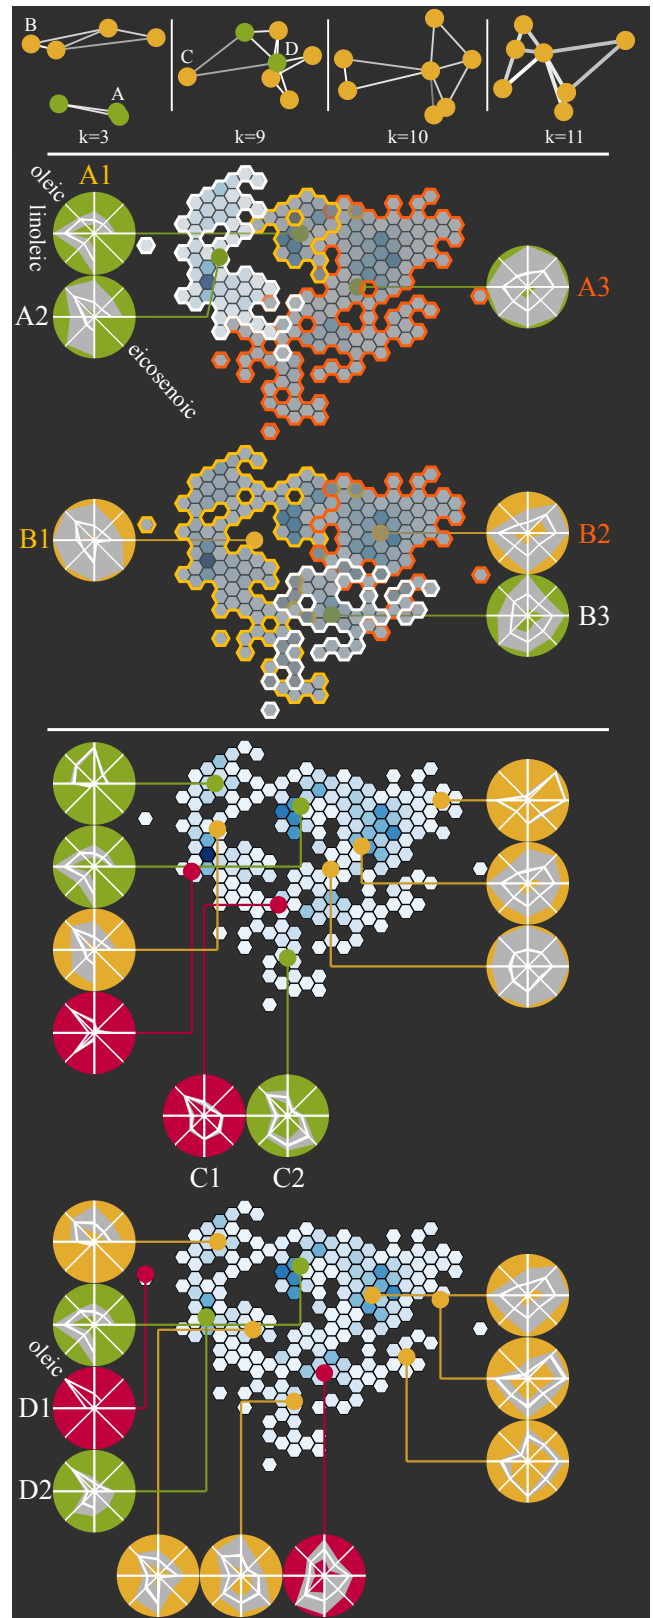 B
C
D
A
k=3
k=9
k=10
k=11
A1
oleic
linoleic
A2
A3
eicosenoic
B1
B2
B3
C1
C2
oleic
D1
D2